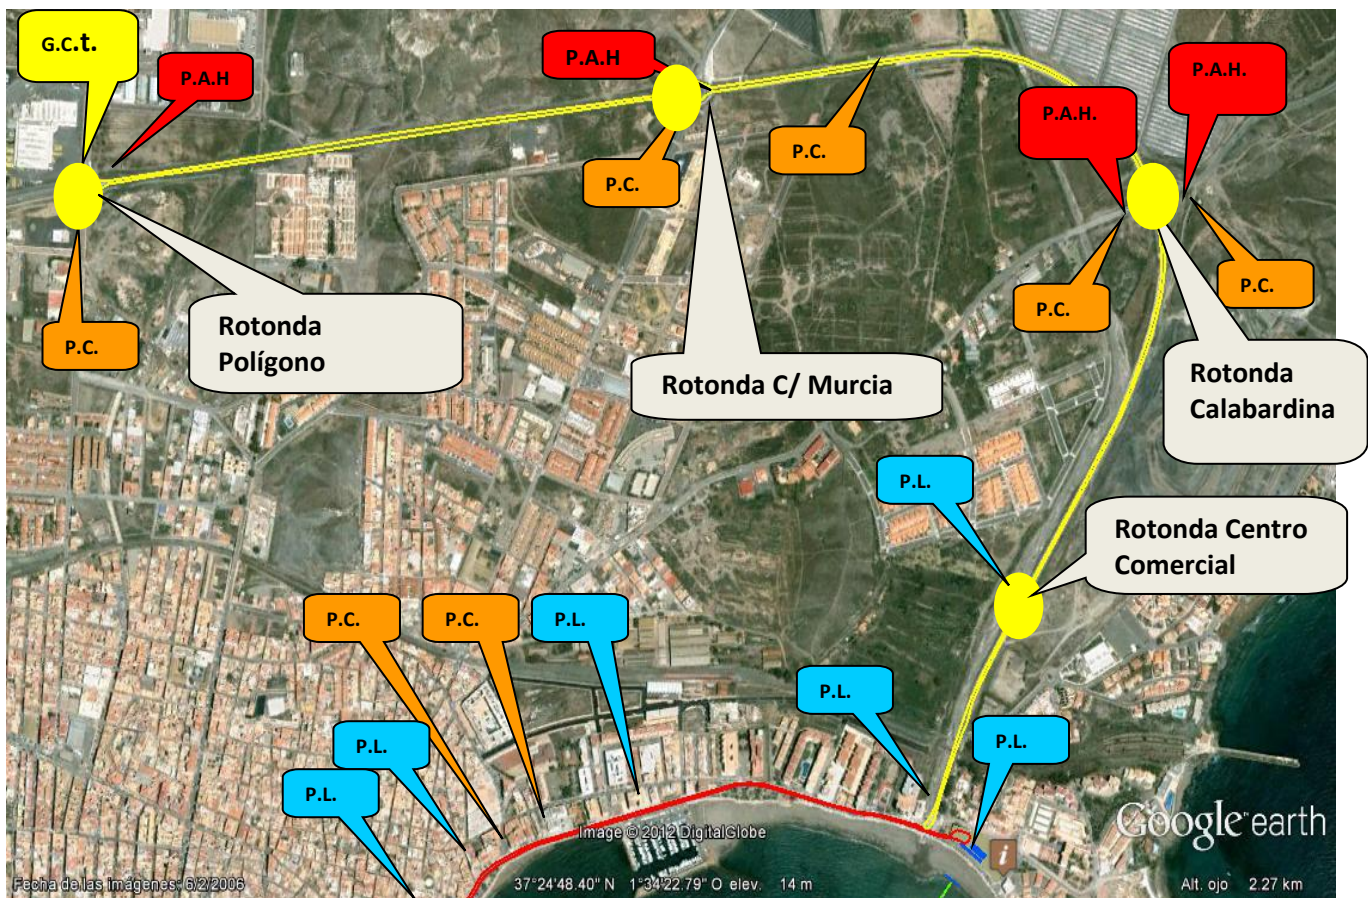 G.C.t.
P.A.H
P.A.H
P.A.H.
P.A.H.
P.C.
P.C.
P.C.
P.C.
P.C.
Rotonda
Polígono
Rotonda C/ Murcia
Rotonda
Calabardina
P.L.
Rotonda Centro
Comercial
P.C.
P.C.
P.L.
P.L.
P.L.
P.L.
P.L.
Image © 2012 DigitalGlobe
Google earth
Fecha de las imágenes: 6/2/2006
37°24'48.40" N 1°34'22.79" O elev. 14 m
Alt. ojo 2.27 km